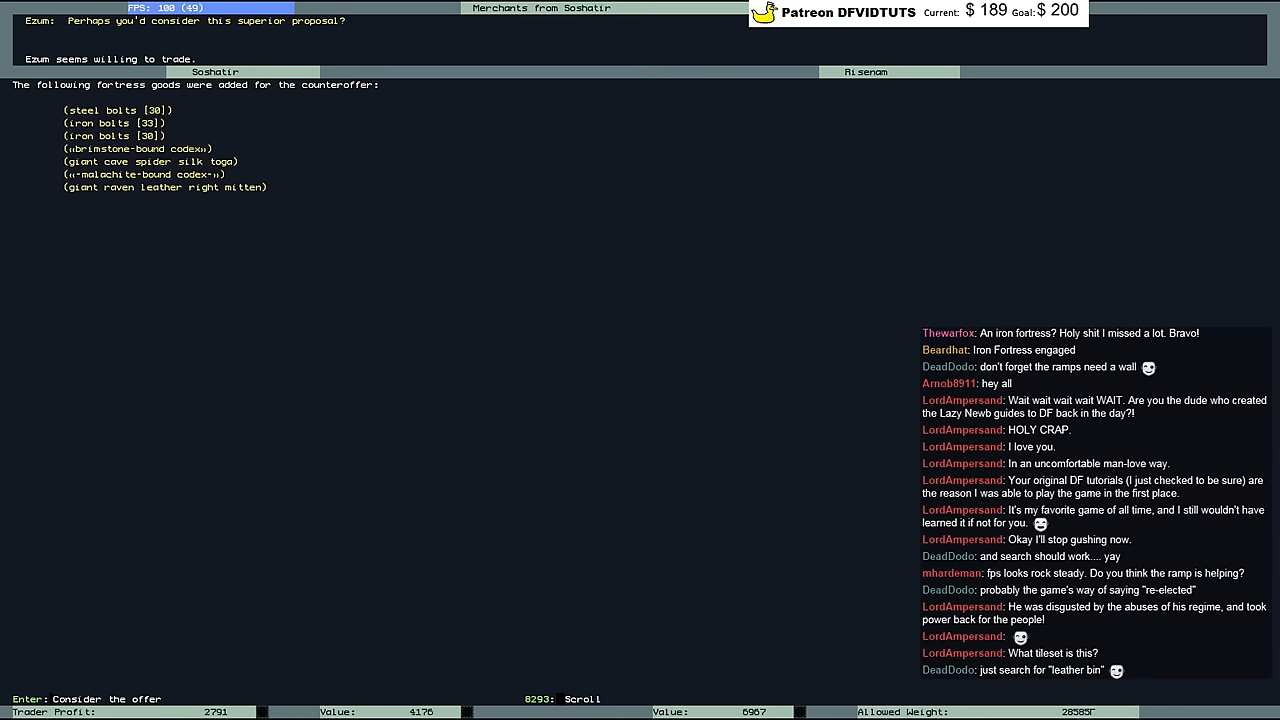 FPS: 100 (49)
Merchants from Soshatir
Patreon DFVIDTUTS Current: $ 189 Goal: $ 200
Ezum: Perhaps you'd consider this superior proposal?
Ezum seems willing to trade.
Soshatir
Risenam
The following fortress goods were added for the counteroffer:
(steel bolts [30])
(iron bolts [33])
(iron bolts [30])
(«brimstone-bound codex»)
(giant cave spider silk toga)
(«-malachite-bound codex-»)
(giant raven leather right mitten)
Thewarfox: An iron fortress? Holy shit I missed a lot. Bravo!
Beardhat: Iron Fortress engaged
DeadDodo: don't forget the ramps need a wall
Arnob8911: hey all
LordAmpersand: Wait wait wait wait WAIT. Are you the dude who created
the Lazy Newb guides to DF back in the day?!
LordAmpersand: HOLY CRAP.
LordAmpersand: I love you.
LordAmpersand: In an uncomfortable man-love way.
LordAmpersand: Your original DF tutorials (I just checked to be sure) are
the reason I was able to play the game in the first place.
LordAmpersand: It's my favorite game of all time, and I still wouldn't have
learned it if not for you.
LordAmpersand: Okay I'll stop gushing now.
DeadDodo: and search should work.... yay
mhardeman: fps looks rock steady. Do you think the ramp is helping?
DeadDodo: probably the game's way of saying "re-elected"
LordAmpersand: He was disgusted by the abuses of his regime, and took
power back for the people!
LordAmpersand:
LordAmpersand: What tileset is this?
DeadDodo: just search for "leather bin"
Enter: Consider the offer
8293: Scroll
Trader Profit: 2791
Value: 4176
Value: 6967
Allowed Weight: 28585Γ